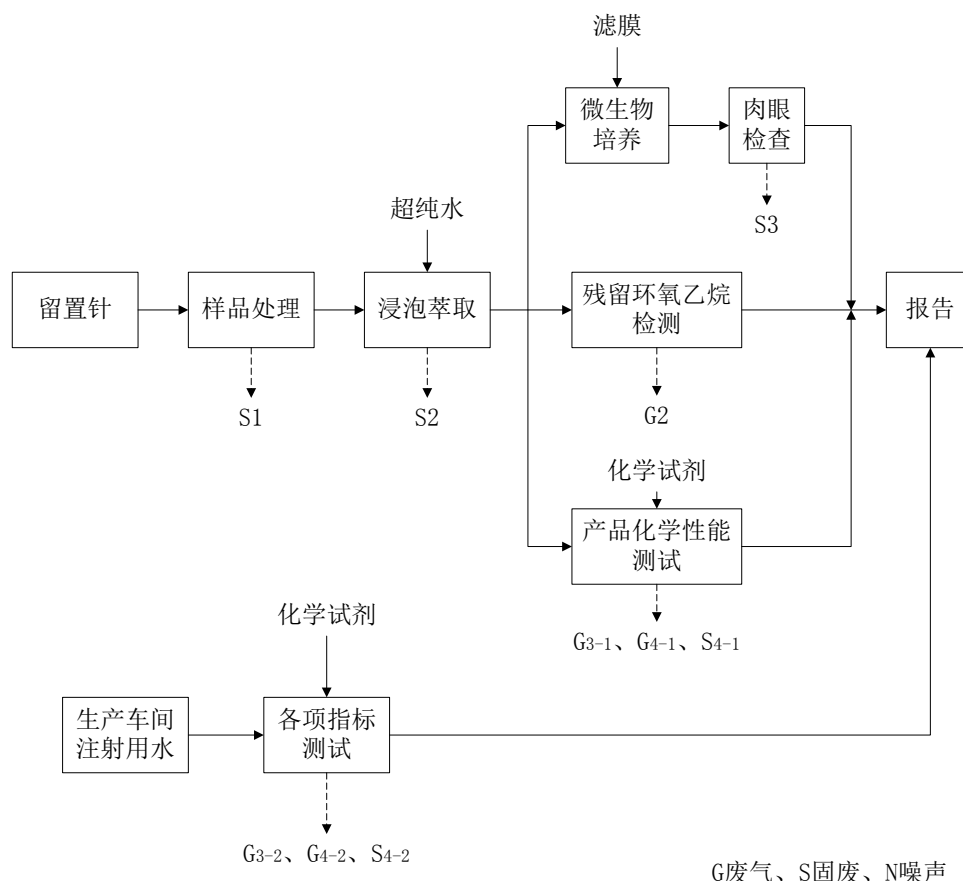 滤膜
微生物
培养
肉眼
检查
S3
超纯水
留置针
样品处理
浸泡萃取
残留环氧乙烷
检测
报告
S1
S2
G2
化学试剂
产品化学性能
测试
G3-1、G4-1、S4-1
化学试剂
生产车间
注射用水
各项指标
测试
G3-2、G4-2、S4-2
G废气、S固废、N噪声